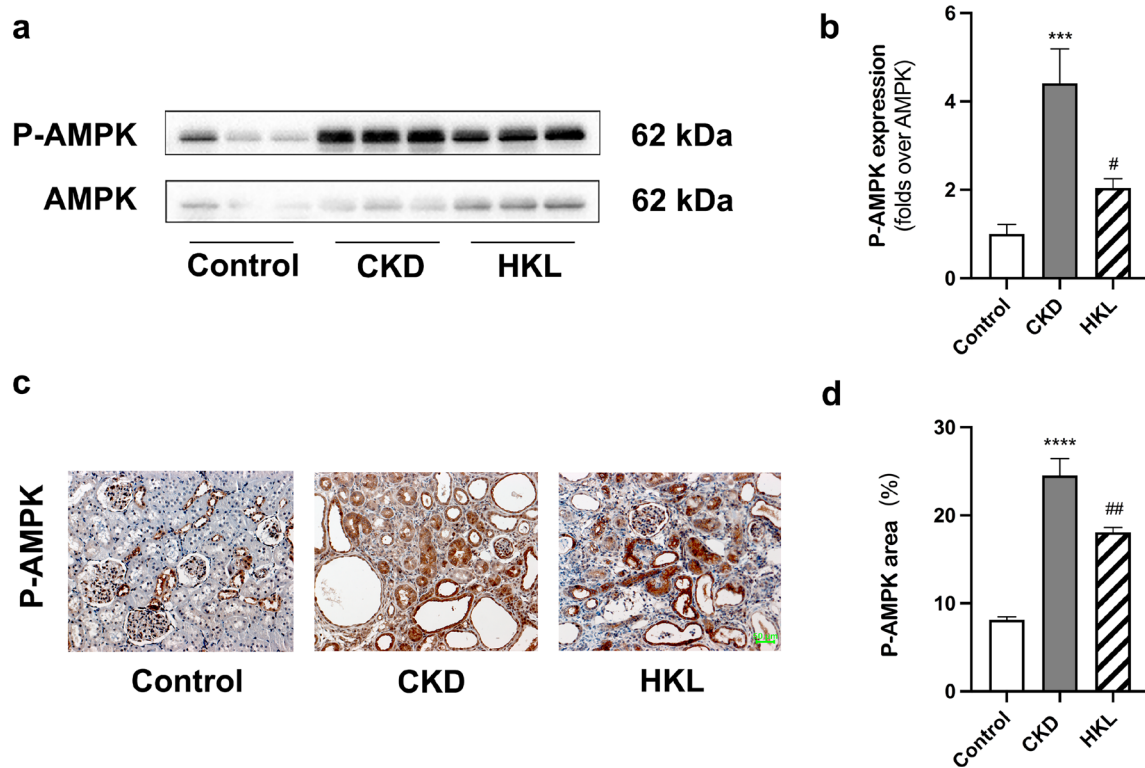 a
P-AMPK
62 kDa
AMPK
62 kDa
Control
CKD
HKL
b
P-AMPK expression
(folds over AMPK)
6
4
2
0
***
#
Control
CKD
HKL
c
P-AMPK
Control
CKD
HKL
d
P-AMPK area (%)
30
20
10
0
****
##
Control
CKD
HKL